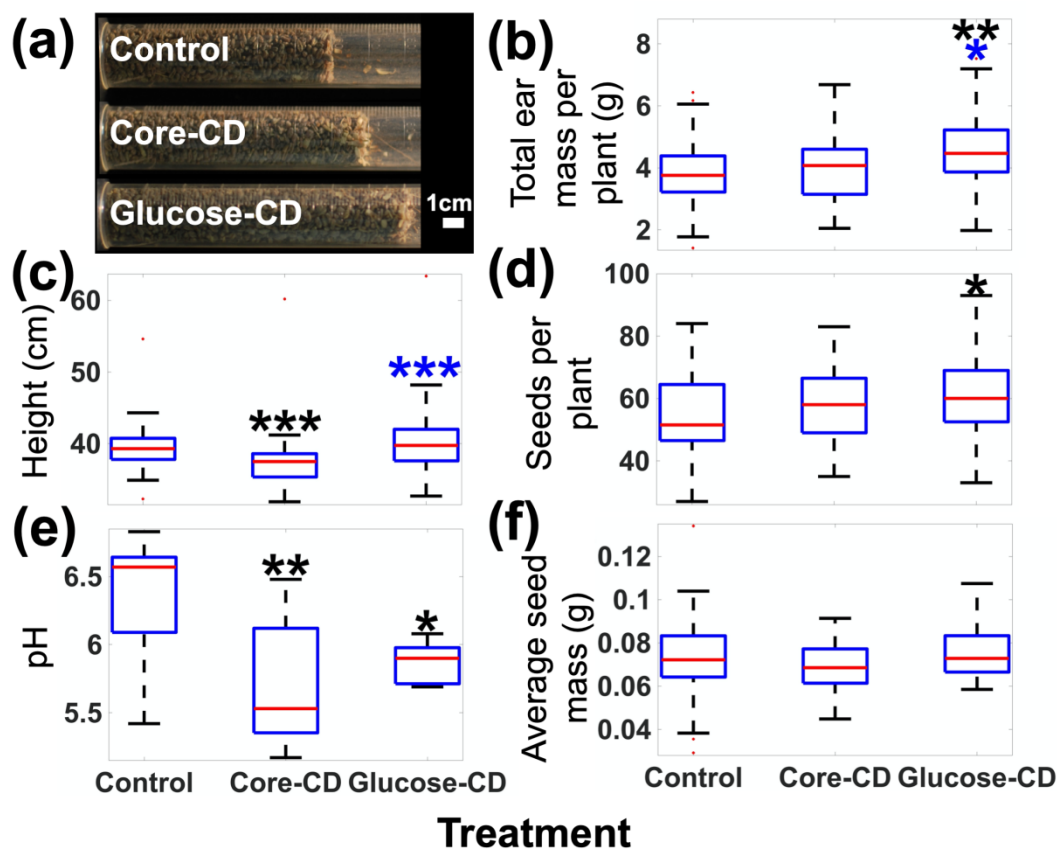 (a)
Control
Core-CD
Glucose-CD
1cm
(b)
Total ear
mass per
plant (g)
8
6
4
2
**
*
(c)
Height (cm)
60
50
40
***
***
(d)
Seeds per
plant
100
80
60
40
*
(e)
pH
6.5
6
5.5
**
*
(f)
Average seed
mass (g)
0.12
0.1
0.08
0.06
0.04
Control Core-CD Glucose-CD
Control Core-CD Glucose-CD
Treatment